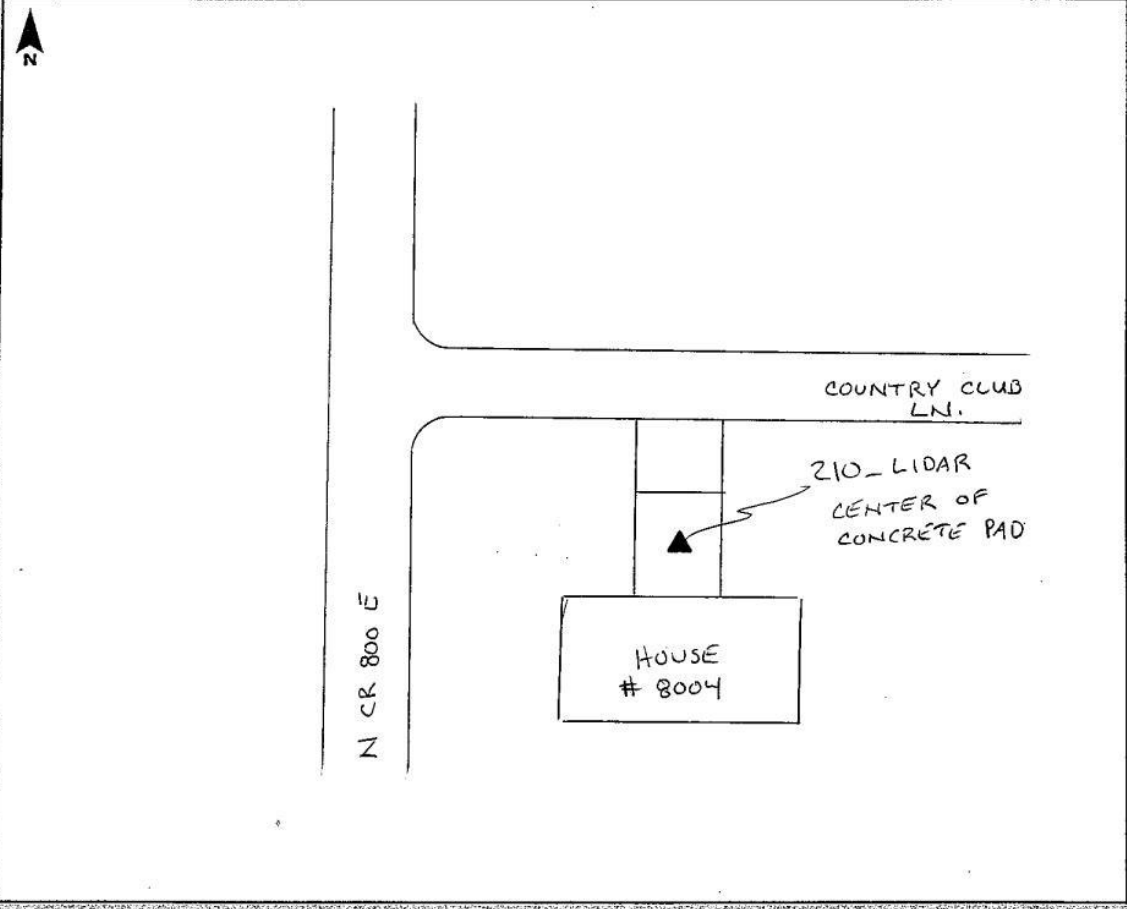 N
COUNTRY CLUB
LN.
210_LIDAR
CENTER OF
CONCRETE PAD
N CR 800 E
HOUSE
# 8004